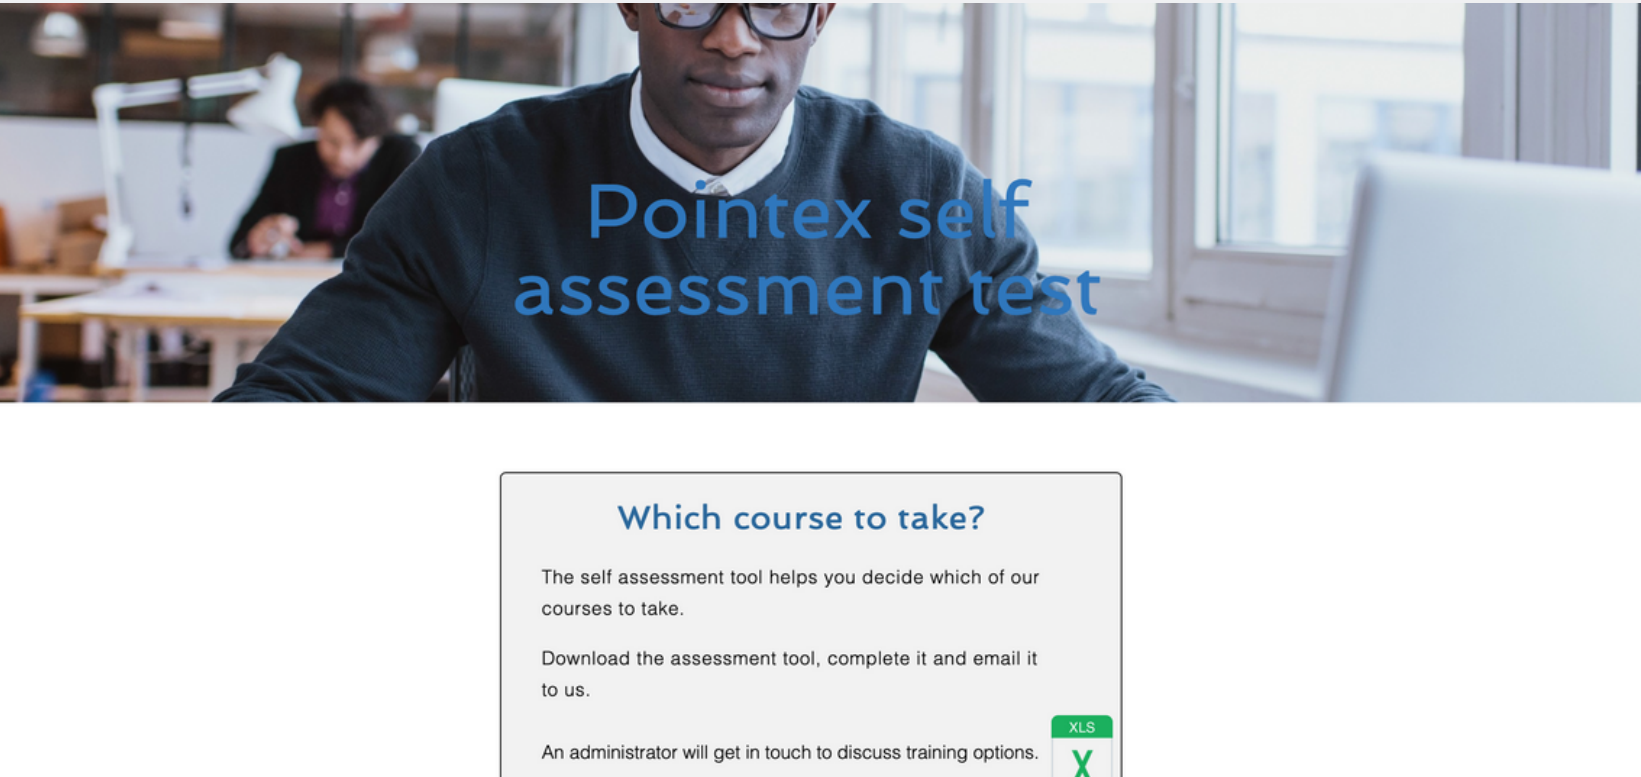 Pointex self
assessment test
Which course to take?
The self assessment tool helps you decide which of our
courses to take.
Download the assessment tool, complete it and email it
to us.
An administrator will get in touch to discuss training options.
XLS
X